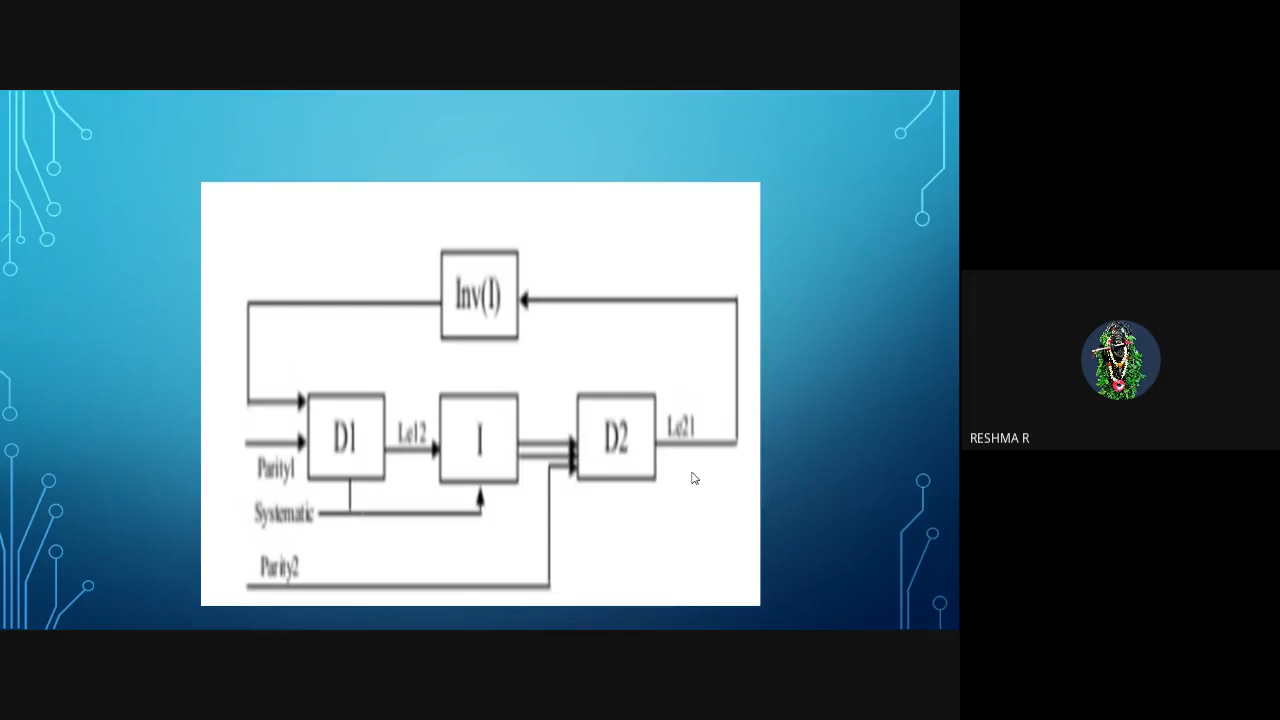 Inv(I)
D1
Le12
I
D2
Le21
Parity1
Systematic
Parity2
RESHMA R